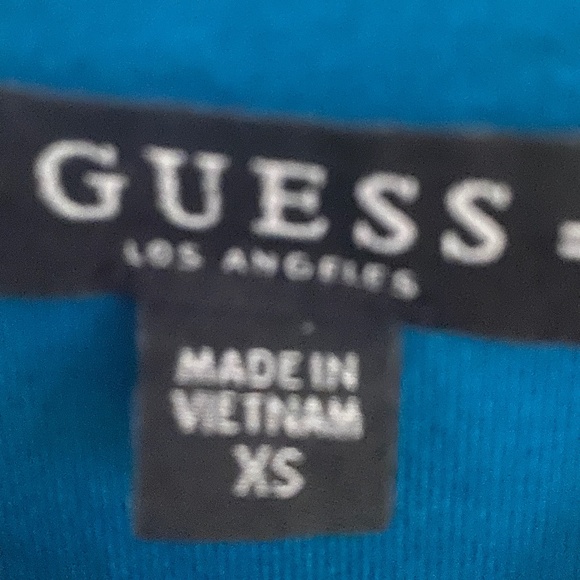 GUESS
LOS ANGELES
MADE IN
VIETNAM
XS